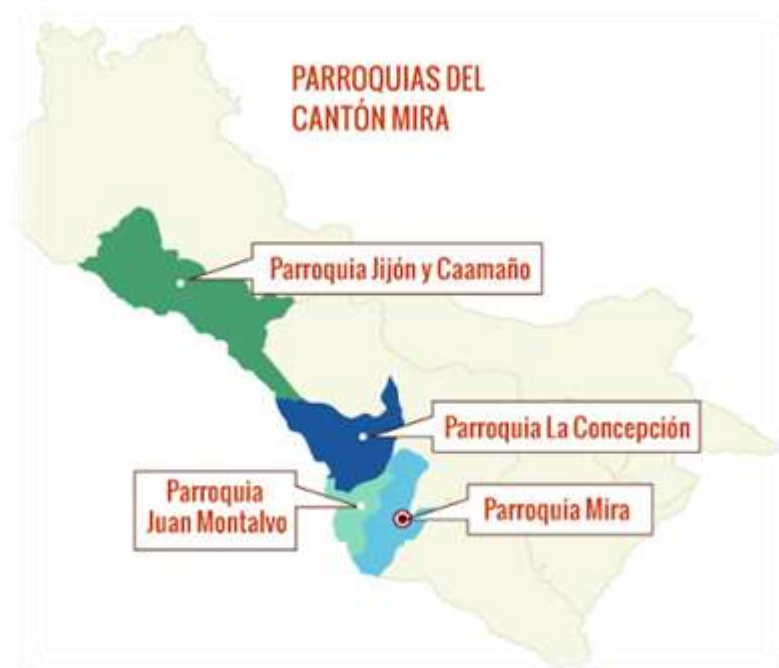 PARROQUIAS DEL
CANTÓN MIRA
Parroquia Jijón y Caamaño
Parroquia La Concepción
Parroquia
Juan Montalvo
Parroquia Mira